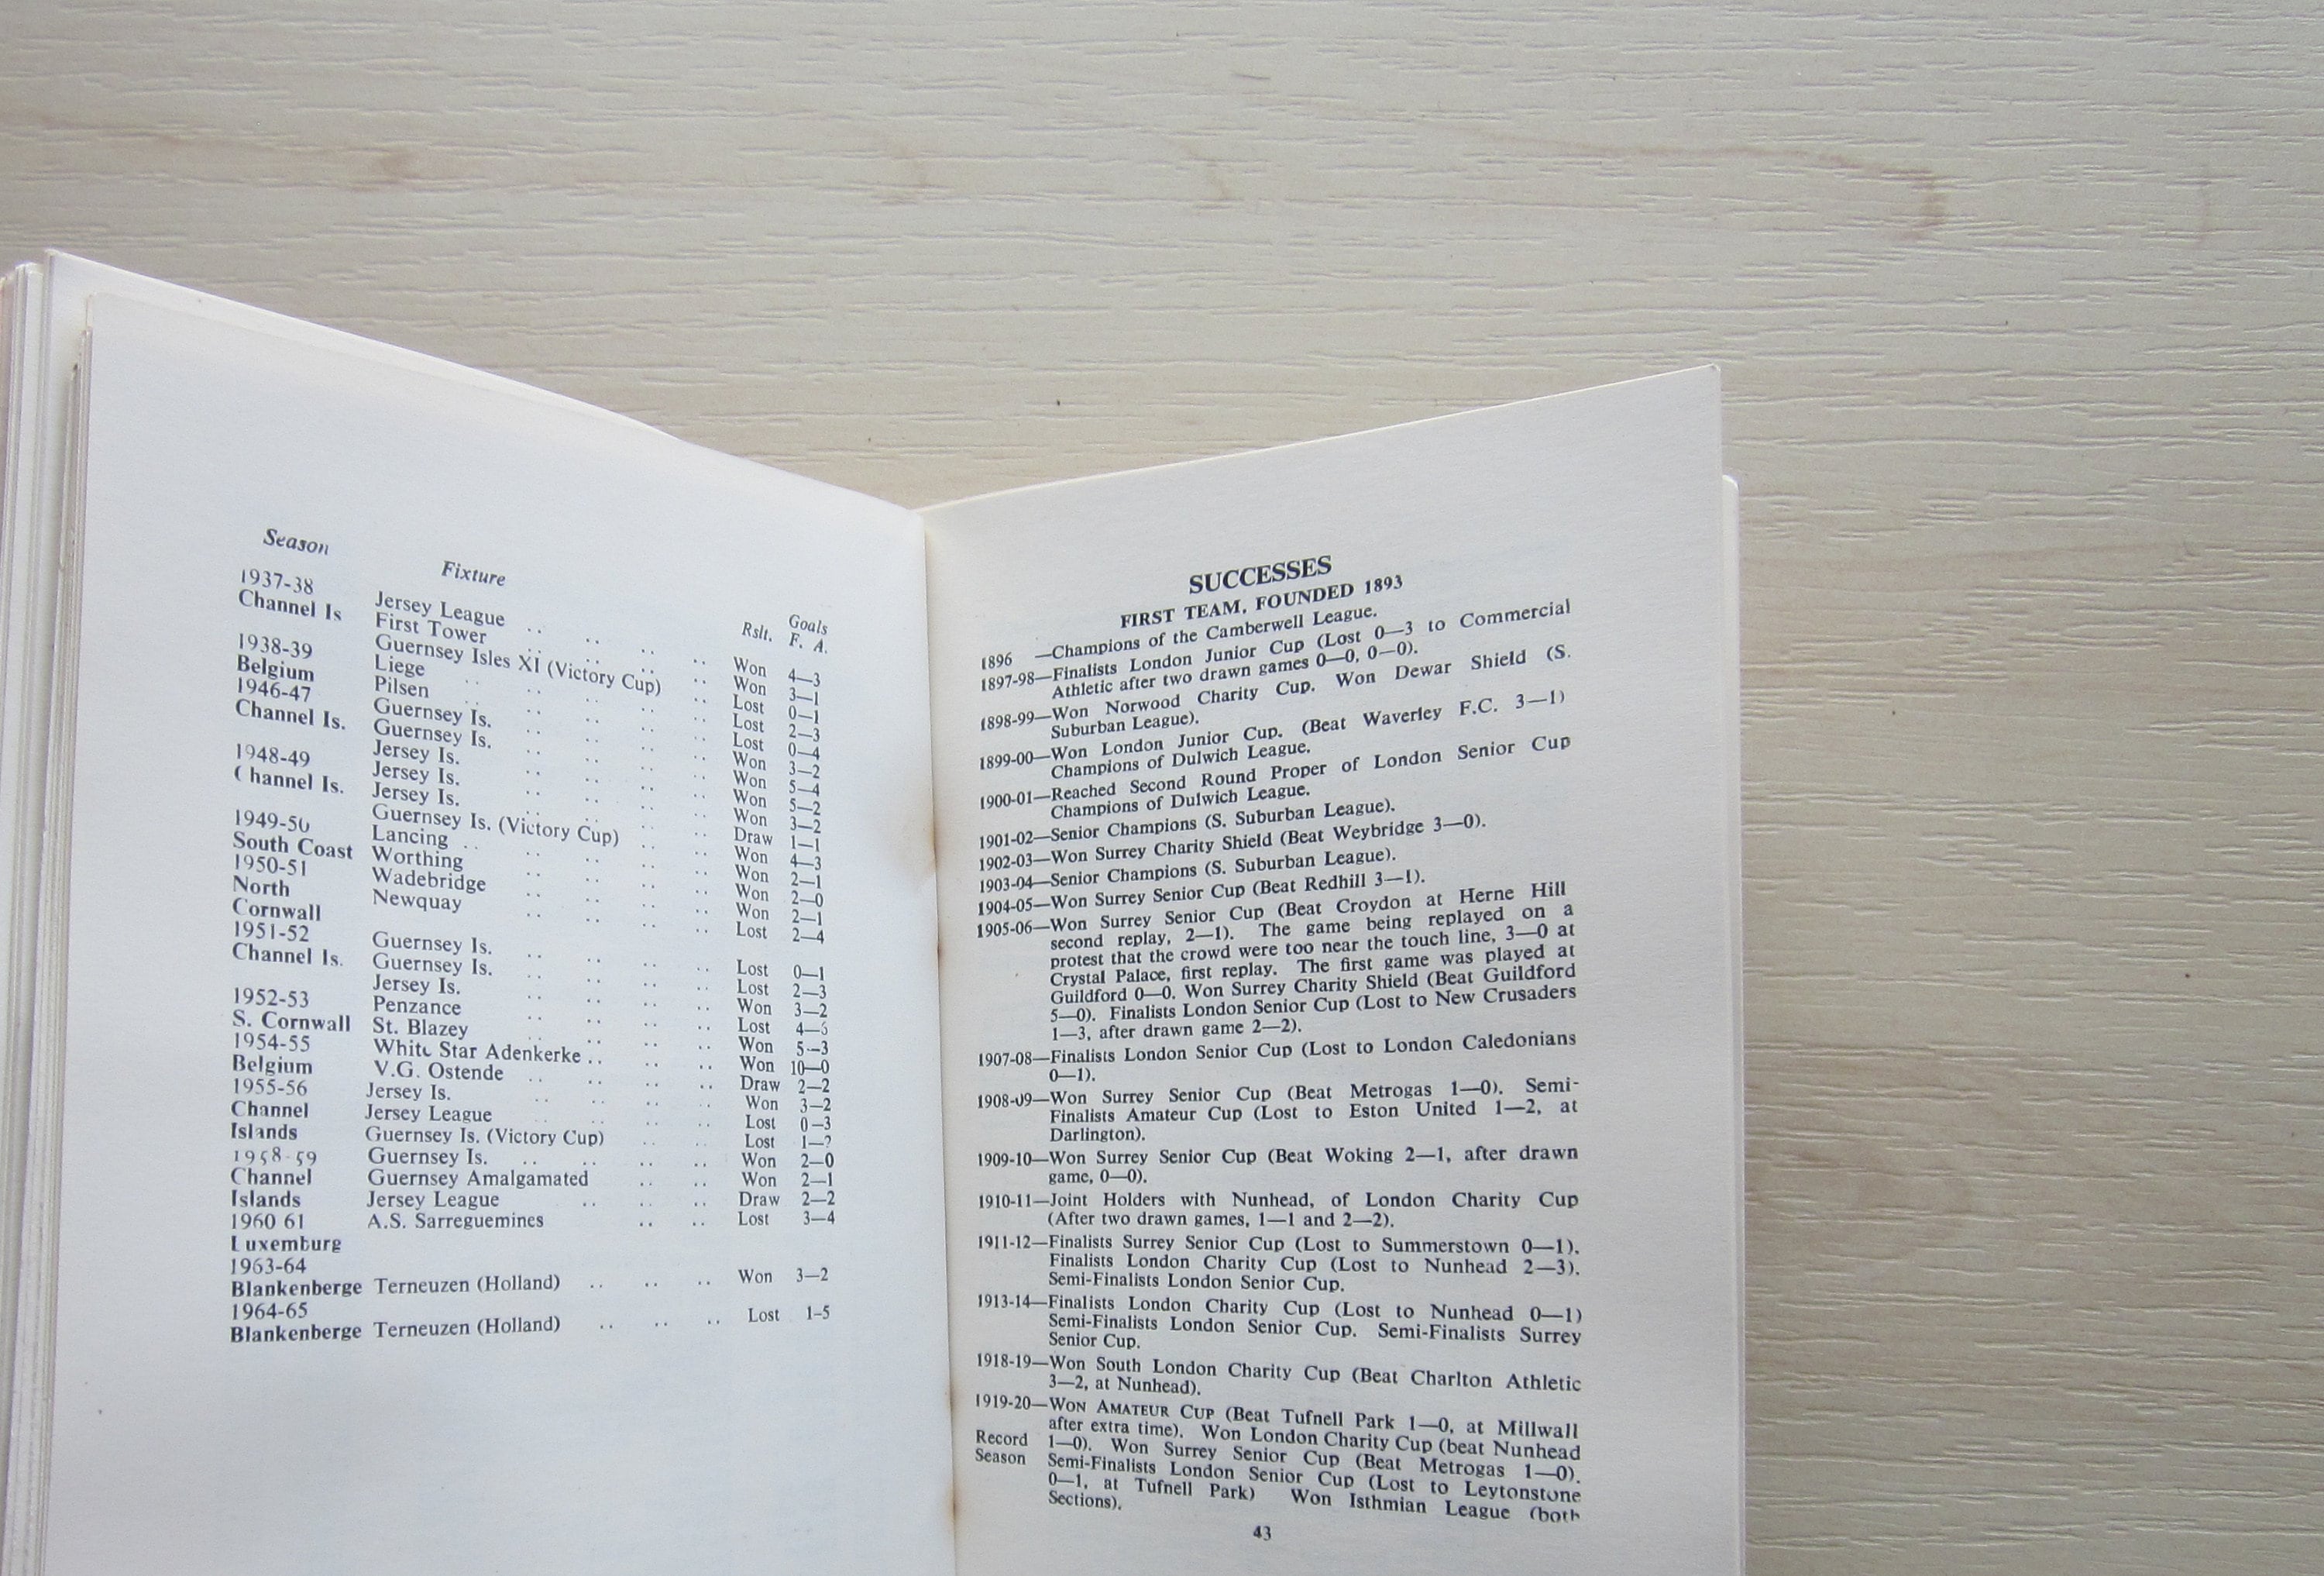 Season Fixture Rslt. Goals F. A.
1937-38 Jersey League .. .. .. .. Won 4—3
Channel Is First Tower .. .. .. .. Won 3—1
Guernsey Isles XI (Victory Cup) .. Lost 0—1
1938-39 Liege .. .. .. .. Lost 2—3
Belgium Pilsen .. .. .. .. Lost 0—4
1946-47 Guernsey Is. .. .. .. .. Won 3—2
Channel Is. Guernsey Is. .. .. .. .. Won 5—4
Jersey Is. .. .. .. .. Won 5—2
1948-49 Jersey Is. .. .. .. .. Won 3—2
Channel Is. Jersey Is. .. .. .. .. Draw 1—1
Guernsey Is. (Victory Cup) .. .. Won 4—3
1949-50 Lancing .. .. .. .. .. Won 2—1
South Coast Worthing .. .. .. .. Won 2—0
1950-51 Wadebridge .. .. .. .. Won 2—1
North Newquay .. .. .. .. Lost 2—4
Cornwall
1951-52 Guernsey Is. .. .. .. .. Lost 0—1
Channel Is. Guernsey Is. .. .. .. .. Lost 2—3
Jersey Is. .. .. .. .. Won 3—2
1952-53 Penzance .. .. .. .. Lost
S. Cornwall St. Blazey .. .. .. .. Won 5—3
1954-55 White Star Adenkerke .. .. .. Won 10—0
Belgium V.G. Ostende .. .. .. .. Draw 2—2
1955-56 Jersey Is. .. .. .. .. Won 3—2
Channel Jersey League .. .. .. .. Lost 0—3
Islands Guernsey Is. (Victory Cup) .. .. Lost
1958-59 Guernsey Is. .. .. .. .. Won 2—0
Channel Guernsey Amalgamated .. .. Won 2—1
Islands Jersey League .. .. .. Draw 2—2
1960 61 A.S. Sarreguemines .. .. Lost 3—4
Luxemburg
1963-64
Blankenberge Terneuzen (Holland) .. .. .. Won 3—2
1964-65
Blankenberge Terneuzen (Holland) .. .. .. Lost 1-5
SUCCESSES
FIRST TEAM, FOUNDED 1893
1896 —Champions of the Camberwell League.
1897-98—Finalists London Junior Cup (Lost 0—3 to Commercial
Athletic after two drawn games 0—0, 0—0).
1898-99—Won Norwood Charity Cup. Won Dewar Shield (S.
Suburban League).
1899-00—Won London Junior Cup. (Beat Waverley F.C. 3—1)
Champions of Dulwich League.
1900-01—Reached Second Round Proper of London Senior Cup
Champions of Dulwich League.
1901-02—Senior Champions (S. Suburban League).
1902-03—Won Surrey Charity Shield (Beat Weybridge 3—0).
1903-04—Senior Champions (S. Suburban League).
1904-05—Won Surrey Senior Cup (Beat Redhill 3—1).
1905-06—Won Surrey Senior Cup (Beat Croydon at Herne Hill
second replay, 2—1). The game being replayed on a
protest that the crowd were too near the touch line, 3—0 at
Crystal Palace, first replay. The first game was played at
Guildford 0—0. Won Surrey Charity Shield (Beat Guildford
5—0). Finalists London Senior Cup (Lost to New Crusaders
1—3, after drawn game 2—2).
1907-08—Finalists London Senior Cup (Lost to London Caledonians
0—1).
1908-09—Won Surrey Senior Cup (Beat Metrogas 1—0). Semi-
Finalists Amateur Cup (Lost to Eston United 1—2, at
Darlington).
1909-10—Won Surrey Senior Cup (Beat Woking 2—1, after drawn
game, 0—0).
1910-11—Joint Holders with Nunhead, of London Charity Cup
(After two drawn games, 1—1 and 2—2).
1911-12—Finalists Surrey Senior Cup (Lost to Summerstown 0—1).
Finalists London Charity Cup (Lost to Nunhead 2—3).
Semi-Finalists London Senior Cup.
1913-14—Finalists London Charity Cup (Lost to Nunhead 0—1)
Semi-Finalists London Senior Cup. Semi-Finalists Surrey
Senior Cup.
1918-19—Won South London Charity Cup (Beat Charlton Athletic
3—2, at Nunhead).
1919-20—WON AMATEUR CUP (Beat Tufnell Park 1—0, at Millwall
after extra time). Won London Charity Cup (beat Nunhead
Record 1—0). Won Surrey Senior Cup (Beat Metrogas 1—0).
Season Semi-Finalists London Senior Cup (Lost to Leytonstone
0—1, at Tufnell Park) Won Isthmian League (both
Sections).
43